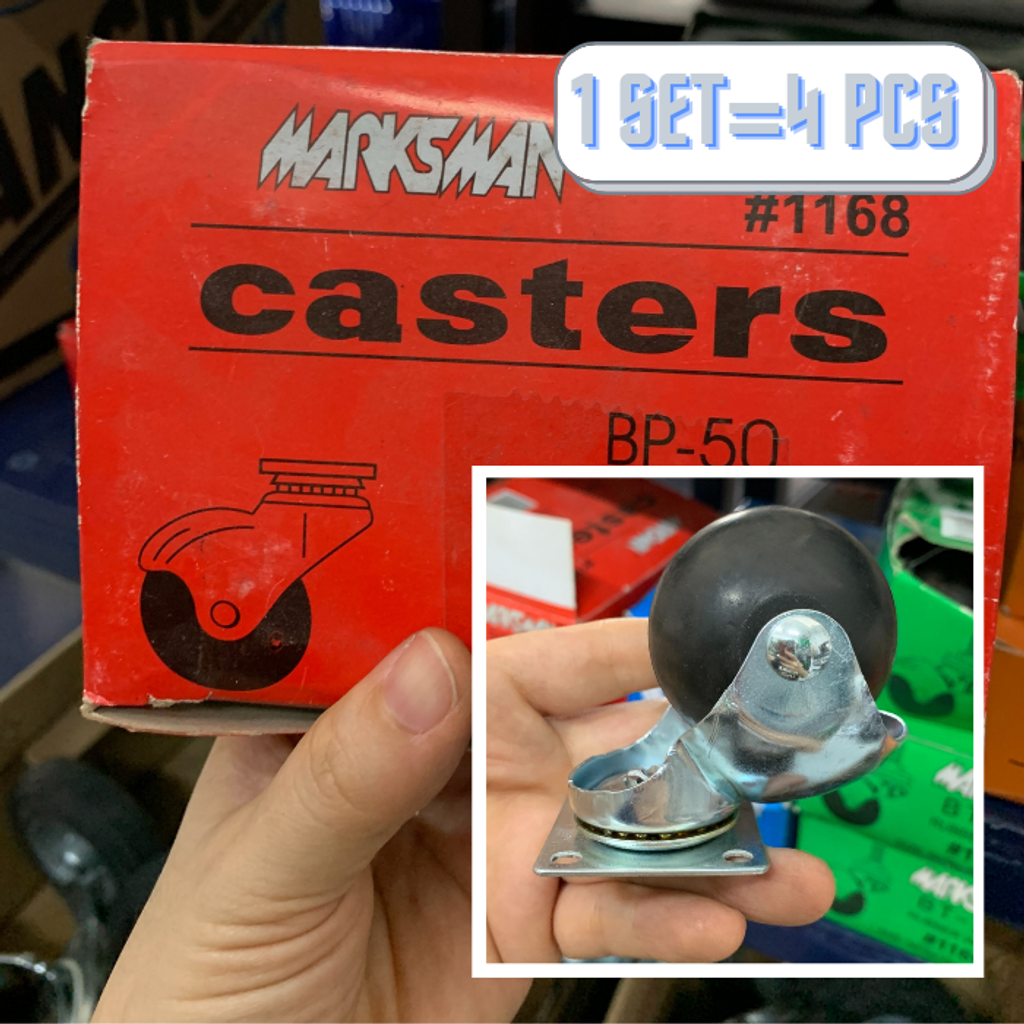 1 SET=4 PCS
MARKSMAN
#1168
casters
BP-50